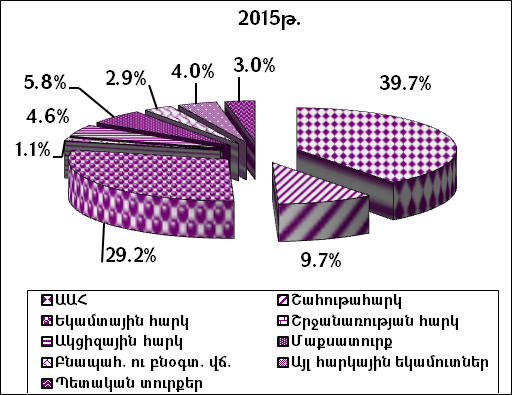 2015թ.
3.0%
4.0%
2.9%
5.8%
39.7%
4.6%
1.1%
29.2%
9.7%
ԱԱՀ
Շահութահարկ
Եկամտային հարկ
Շրջանառության հարկ
Ակցիզային հարկ
Մաքսատուրք
Բնապահ. ու բնօգտ. վճ.
Այլ հարկային եկամուտներ
Պետական տուրքեր